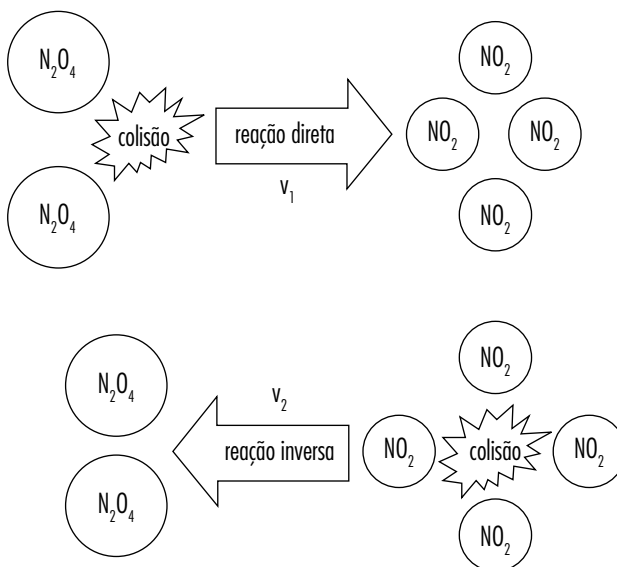 N₂O₄
N₂O₄
colisão
reação direta
v₁
NO₂
NO₂
NO₂
NO₂
N₂O₄
N₂O₄
v₂
reação inversa
NO₂
NO₂
colisão
NO₂
NO₂